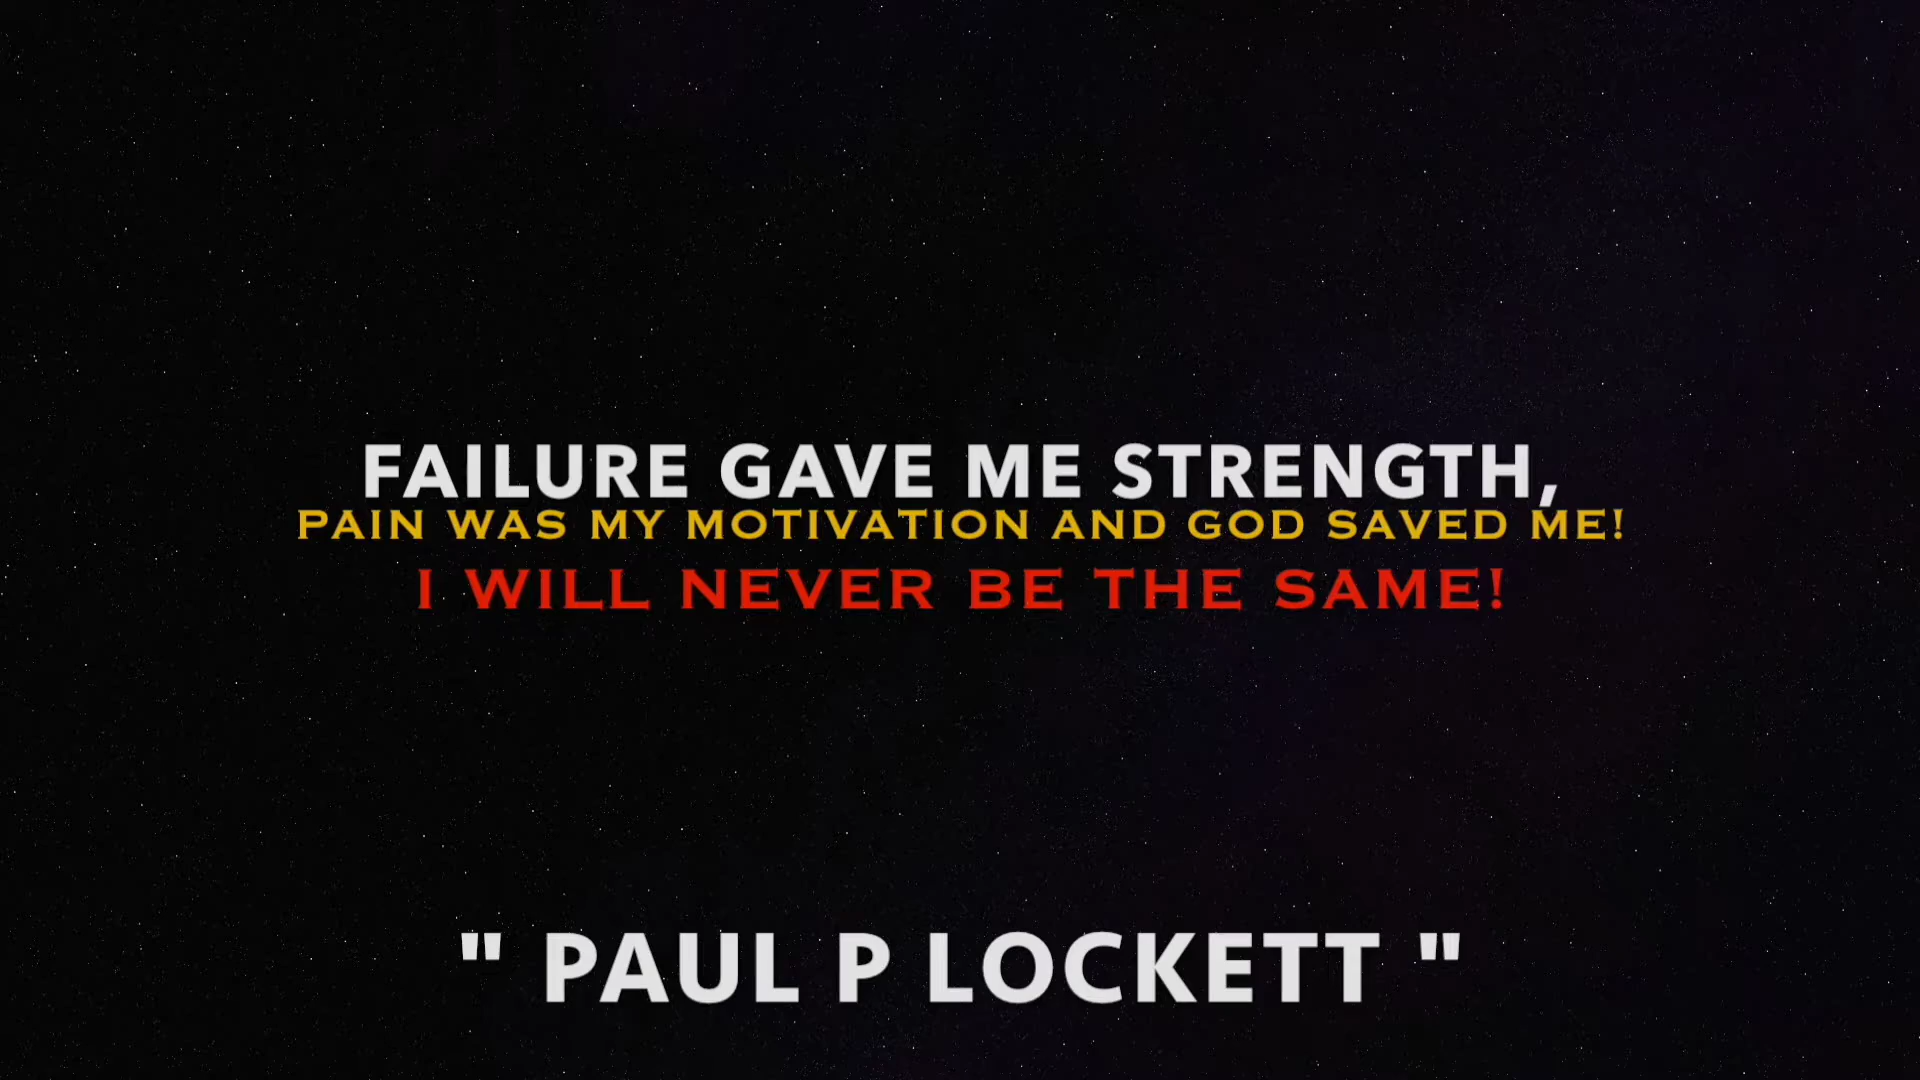 FAILURE GAVE ME STRENGTH,
PAIN WAS MY MOTIVATION AND GOD SAVED ME!
I WILL NEVER BE THE SAME!
" PAUL P LOCKETT "